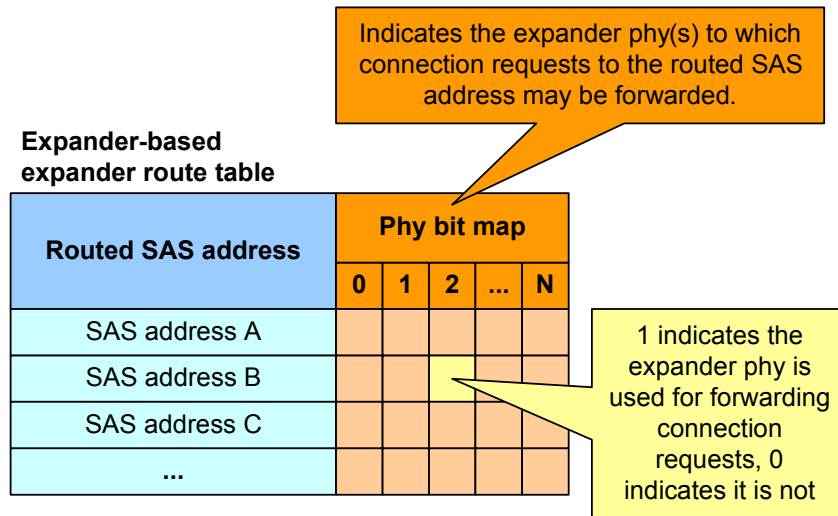 Indicates the expander phy(s) to which
connection requests to the routed SAS
address may be forwarded.
Expander-based
expander route table
Routed SAS address
Phy bit map
0 1 2 ... N
SAS address A
SAS address B
SAS address C
...
1 indicates the
expander phy is
used for forwarding
connection
requests, 0
indicates it is not